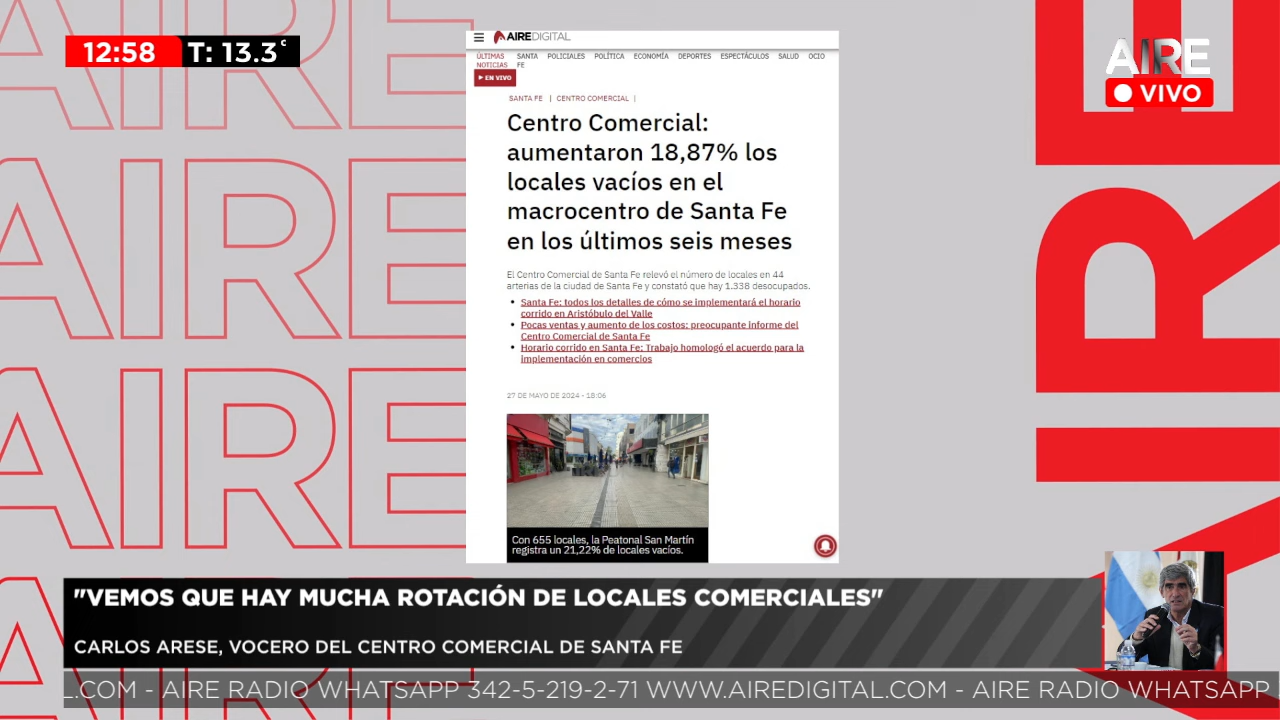 12:58 T: 13.3 c
AIRE
VIVO
AIREDIGITAL
ÚLTIMAS NOTICIAS SANTA FE POLICIALES POLÍTICA ECONOMÍA DEPORTES ESPECTÁCULOS SALUD OCIO
EN VIVO
SANTA FE | CENTRO COMERCIAL |
Centro Comercial:
aumentaron 18,87% los
locales vacíos en el
macrocentro de Santa Fe
en los últimos seis meses
El Centro Comercial de Santa Fe relevó el número de locales en 44
arterias de la ciudad de Santa Fe y constató que hay 1.338 desocupados.
Santa Fe: todos los detalles de cómo se implementará el horario
corrido en Aristóbulo del Valle
Pocas ventas y aumento de los costos: preocupante informe del
Centro Comercial de Santa Fe
Horario corrido en Santa Fe: Trabajo homologó el acuerdo para la
implementación en comercios
27 DE MAYO DE 2024 - 18:06
Con 655 locales, la Peatonal San Martín
registra un 21,22% de locales vacíos.
"VEMOS QUE HAY MUCHA ROTACIÓN DE LOCALES COMERCIALES"
CARLOS ARESE, VOCERO DEL CENTRO COMERCIAL DE SANTA FE
L.COM - AIRE RADIO WHATSAPP 342-5-219-2-71 WWW.AIREDIGITAL.COM - AIRE RADIO WHATSAPP
AIRE
AIRE
AIRE
AIRE
AIRE